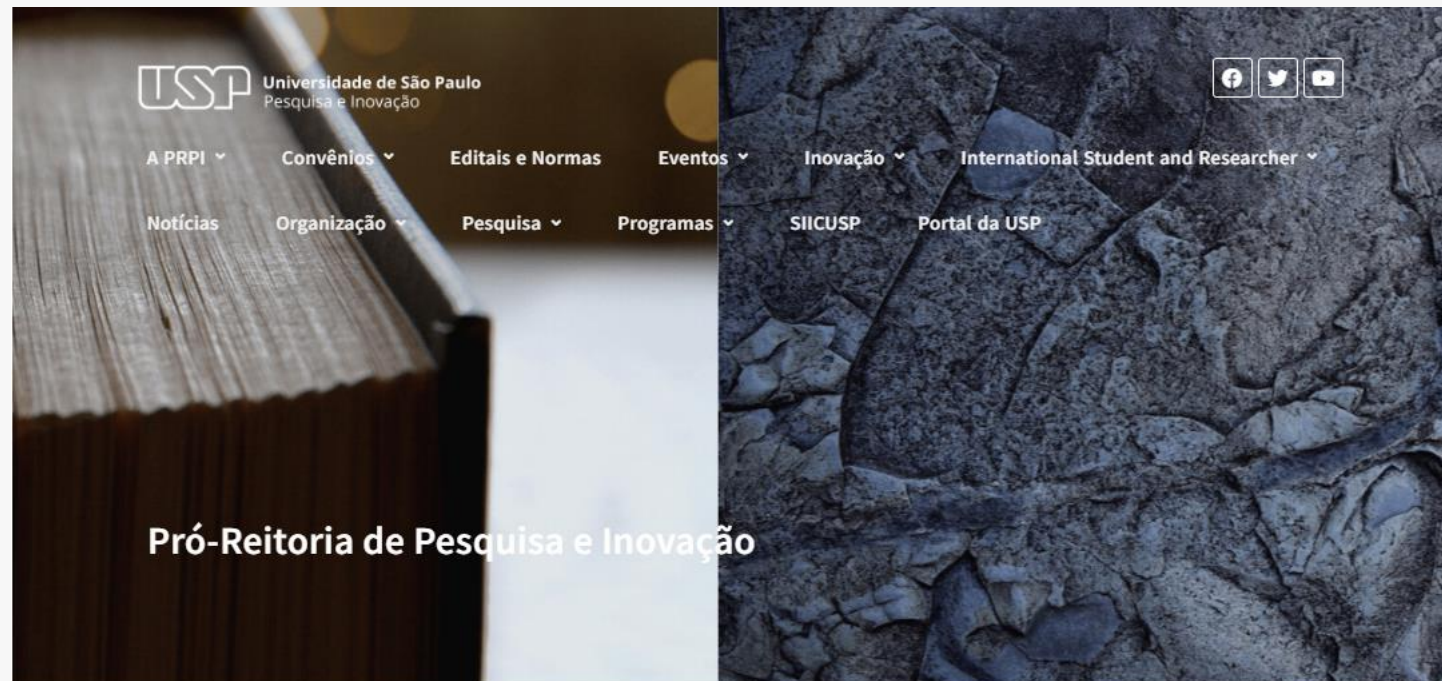 USP Universidade de São Paulo
Pesquisa e Inovação
A PRPI Convênios Editais e Normas Eventos Inovação International Student and Researcher
Notícias Organização Pesquisa Programas SIICUSP Portal da USP
Pró-Reitoria de Pesquisa e Inovação